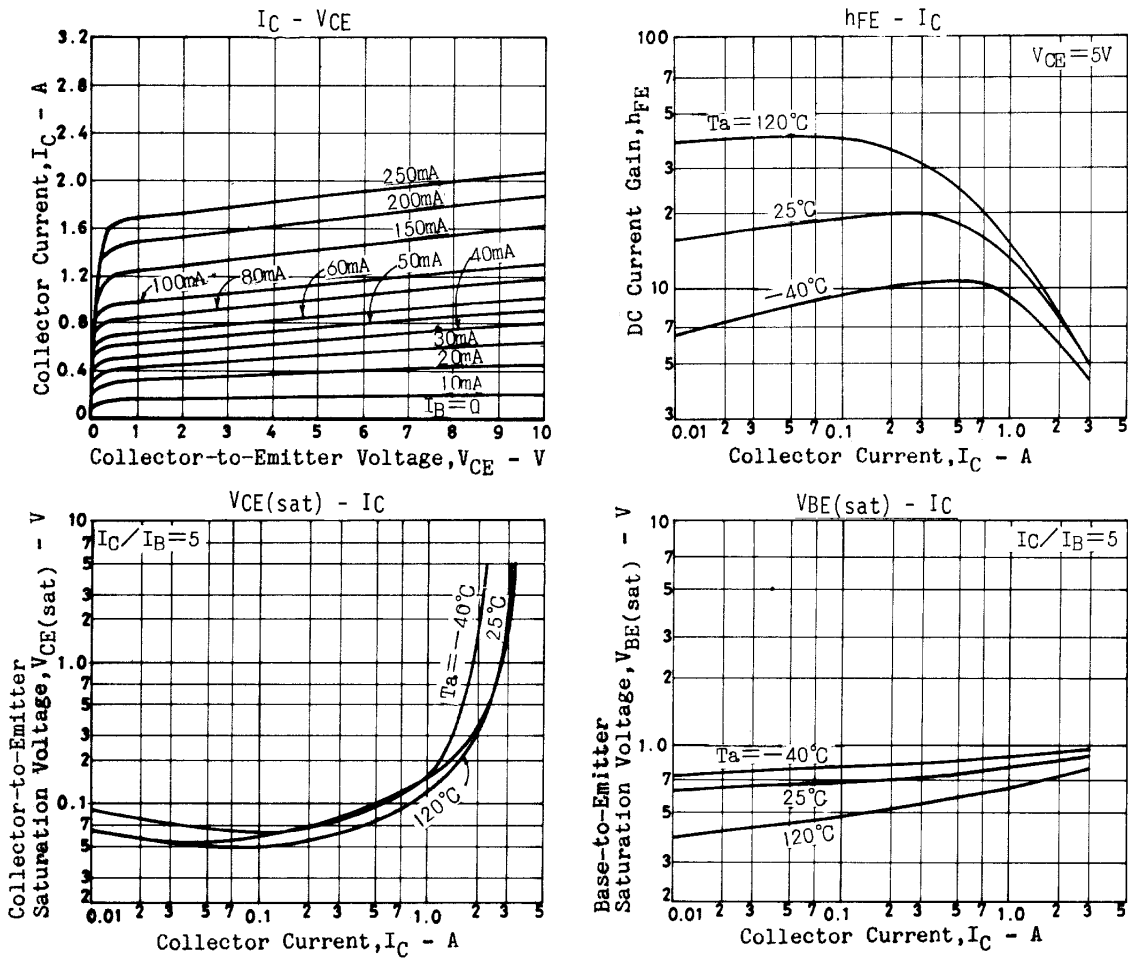 IC - VCE
Collector Current, IC - A
3.2
2.8
2.4
2.0
1.6
1.2
0.8
0.4
0
250mA
200mA
150mA
100mA
80mA
60mA
50mA
40mA
30mA
20mA
10mA
IB=0
0 1 2 3 4 5 6 7 8 9 10
Collector-to-Emitter Voltage, VCE - V
hFE - IC
DC Current Gain, hFE
100
7
5
3
2
10
7
5
3
VCE=5V
Ta=120℃
25℃
-40℃
0.01 2 3 5 7 0.1 2 3 5 7 1.0 2 3 5
Collector Current, IC - A
VCE(sat) - IC
Collector-to-Emitter
Saturation Voltage, VCE(sat) - V
10
7
5
3
2
1.0
7
5
3
2
0.1
7
5
3
2
IC/IB=5
Ta=-40℃
25℃
120℃
0.01 2 3 5 7 0.1 2 3 5 7 1.0 2 3 5
Collector Current, IC - A
VBE(sat) - IC
Base-to-Emitter
Saturation Voltage, VBE(sat) - V
10
7
5
3
2
1.0
7
5
3
2
IC/IB=5
Ta=-40℃
25℃
120℃
0.01 2 3 5 7 0.1 2 3 5 7 1.0 2 3 5
Collector Current, IC - A